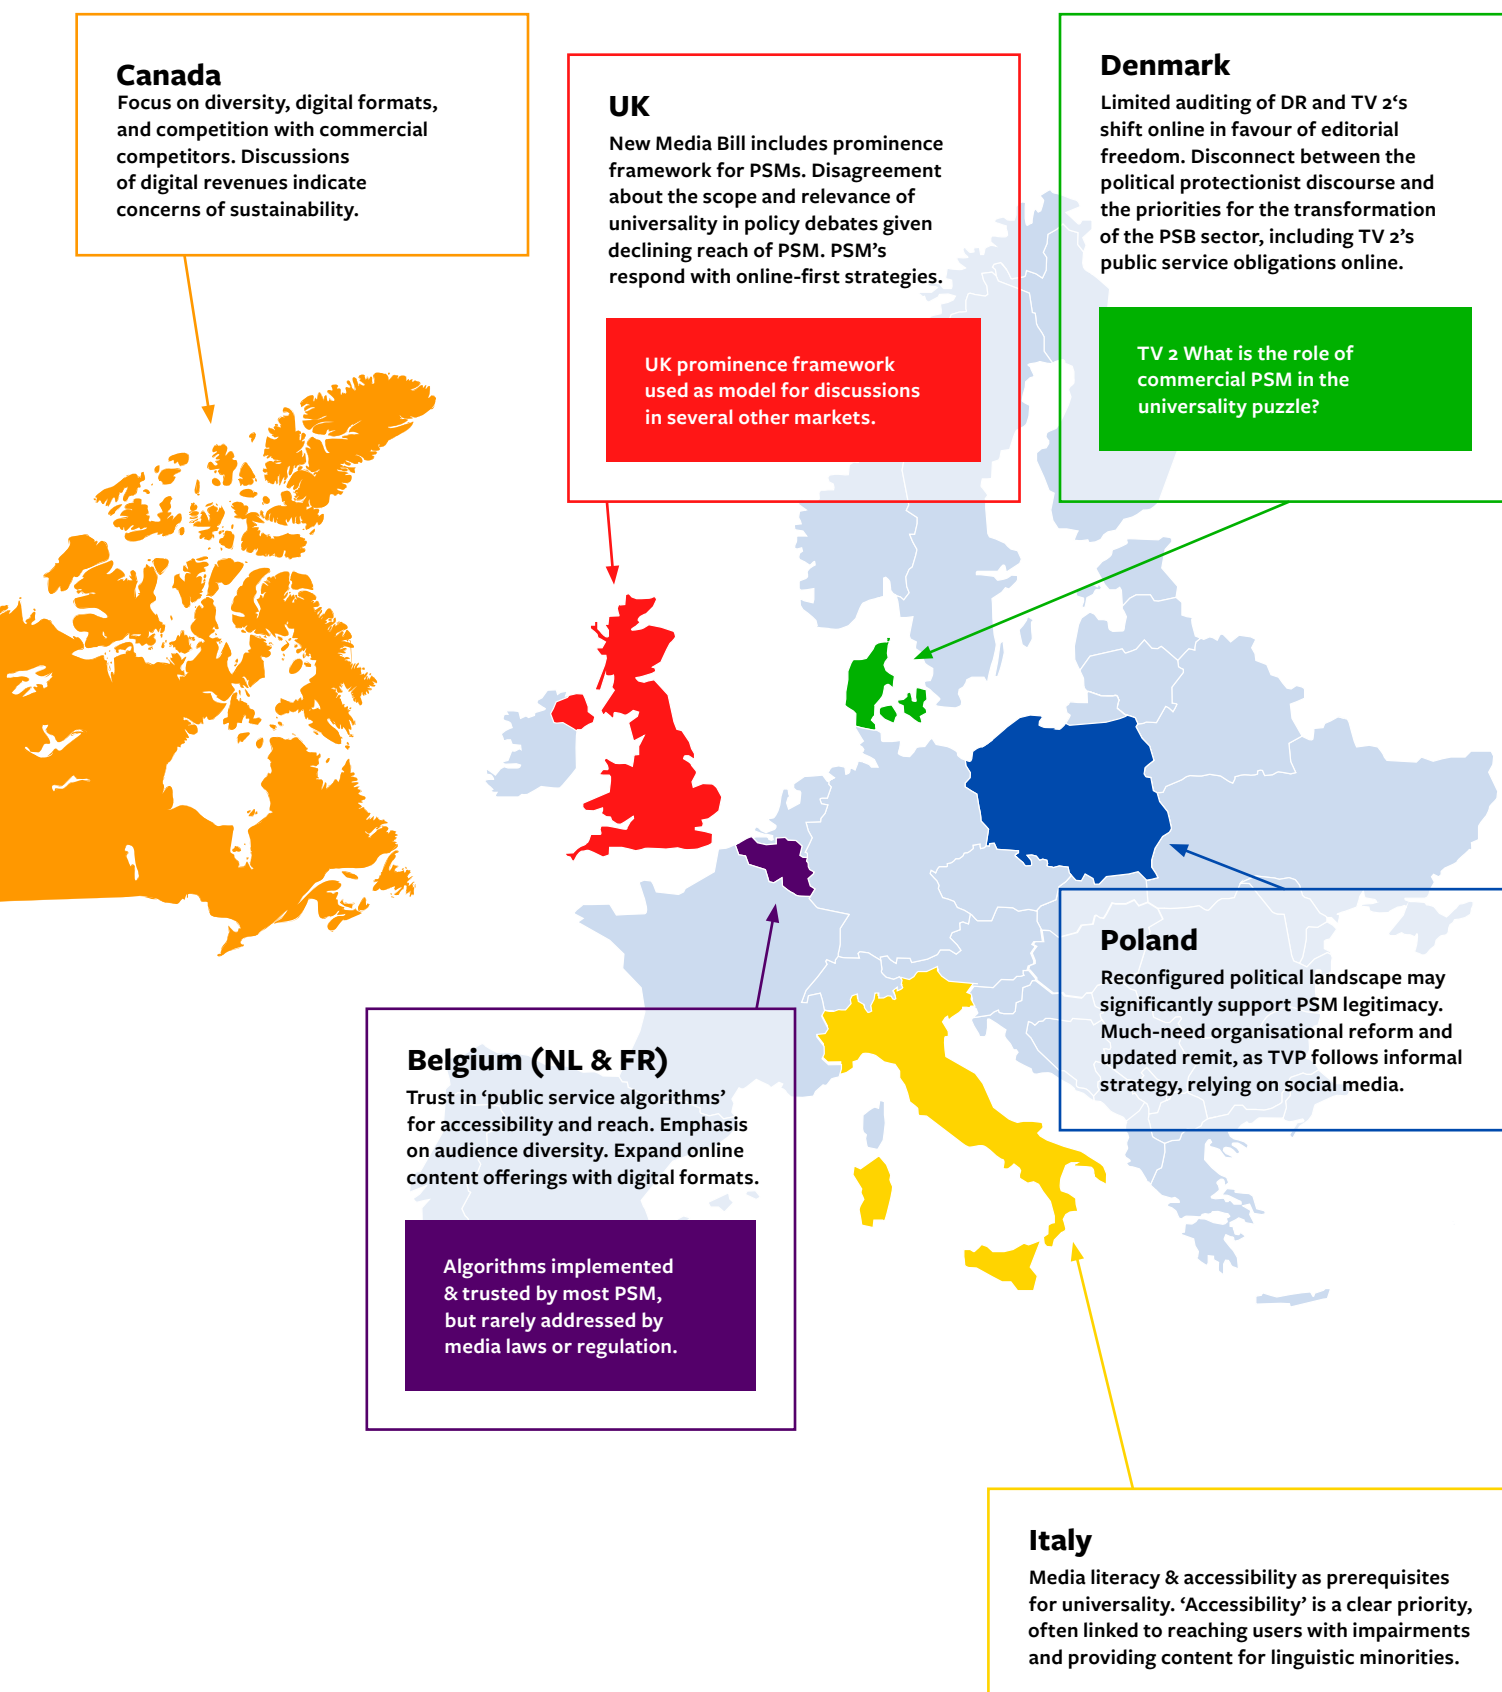 Canada
Focus on diversity, digital formats,
and competition with commercial
competitors. Discussions
of digital revenues indicate
concerns of sustainability.
UK
New Media Bill includes prominence
framework for PSMs. Disagreement
about the scope and relevance of
universality in policy debates given
declining reach of PSM. PSM’s
respond with online-first strategies.
UK prominence framework
used as model for discussions
in several other markets.
Denmark
Limited auditing of DR and TV 2‘s
shift online in favour of editorial
freedom. Disconnect between the
political protectionist discourse and
the priorities for the transformation
of the PSB sector, including TV 2’s
public service obligations online.
TV 2 What is the role of
commercial PSM in the
universality puzzle?
Poland
Reconfigured political landscape may
significantly support PSM legitimacy.
Much-need organisational reform and
updated remit, as TVP follows informal
strategy, relying on social media.
Belgium (NL & FR)
Trust in ‘public service algorithms’
for accessibility and reach. Emphasis
on audience diversity. Expand online
content offerings with digital formats.
Algorithms implemented
& trusted by most PSM,
but rarely addressed by
media laws or regulation.
Italy
Media literacy & accessibility as prerequisites
for universality. ‘Accessibility’ is a clear priority,
often linked to reaching users with impairments
and providing content for linguistic minorities.